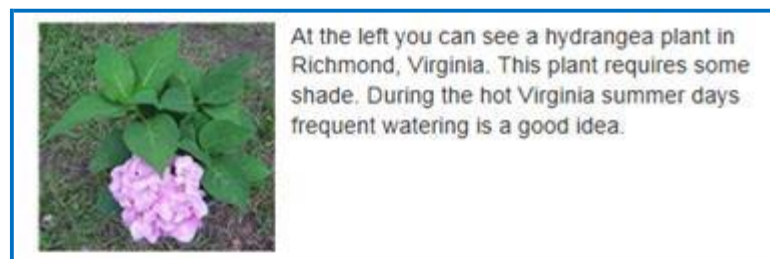 At the left you can see a hydrangea plant in
Richmond, Virginia. This plant requires some
shade. During the hot Virginia summer days
frequent watering is a good idea.